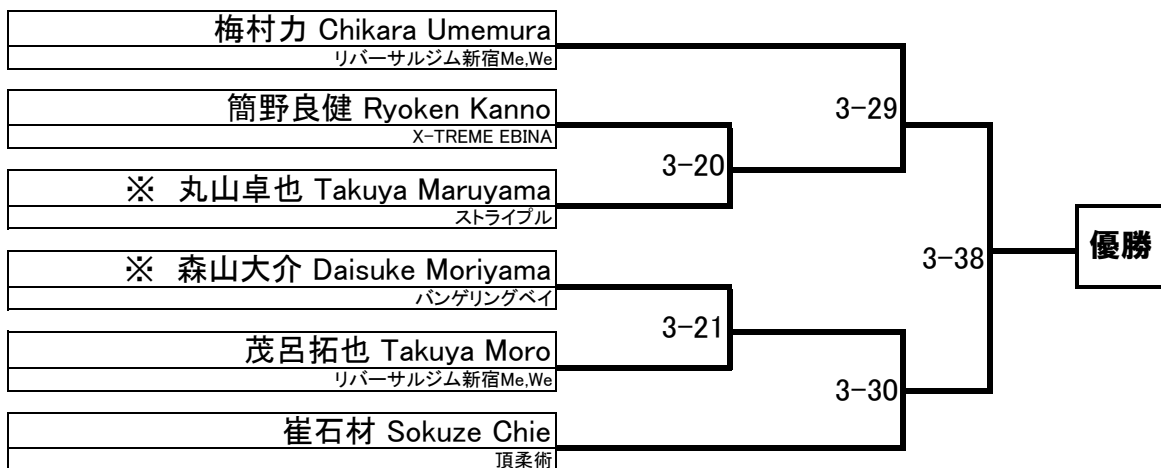 梅村力 Chikara Umemura
リバーサルジム新宿Me,We
簡野良健 Ryoken Kanno
X-TREME EBINA
※ 丸山卓也 Takuya Maruyama
ストライプル
※ 森山大介 Daisuke Moriyama
バンゲリングベイ
茂呂拓也 Takuya Moro
リバーサルジム新宿Me,We
崔石材 Sokuze Chie
頂柔術
3-20
3-21
3-29
3-30
3-38
優勝